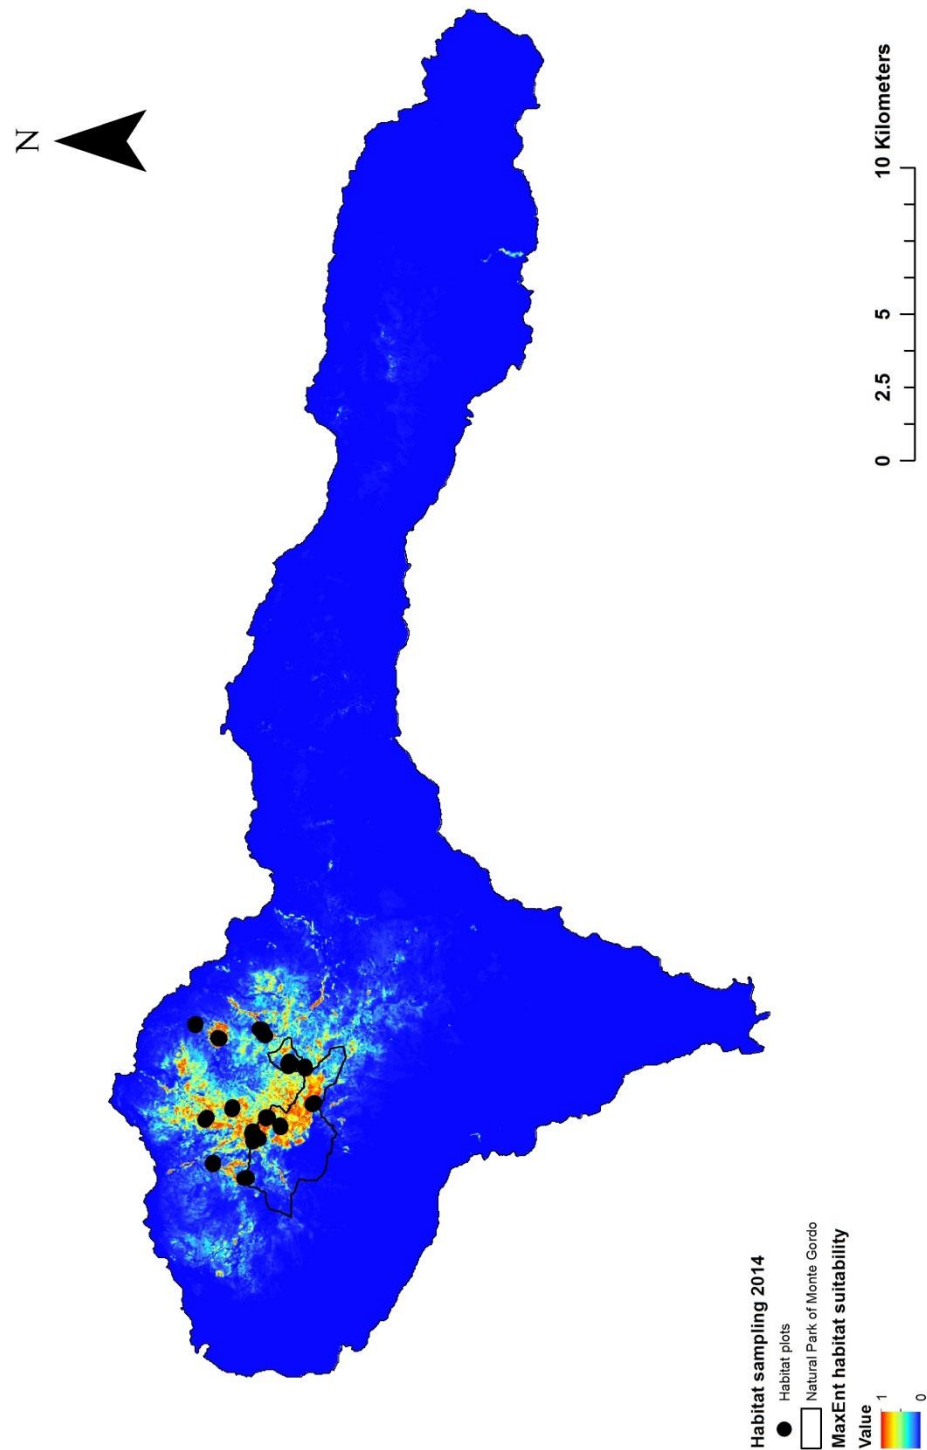 N
Habitat sampling 2014
Habitat plots
Natural Park of Monte Gordo
MaxEnt habitat suitability
Value
1
0
0 2.5 5 10 Kilometers